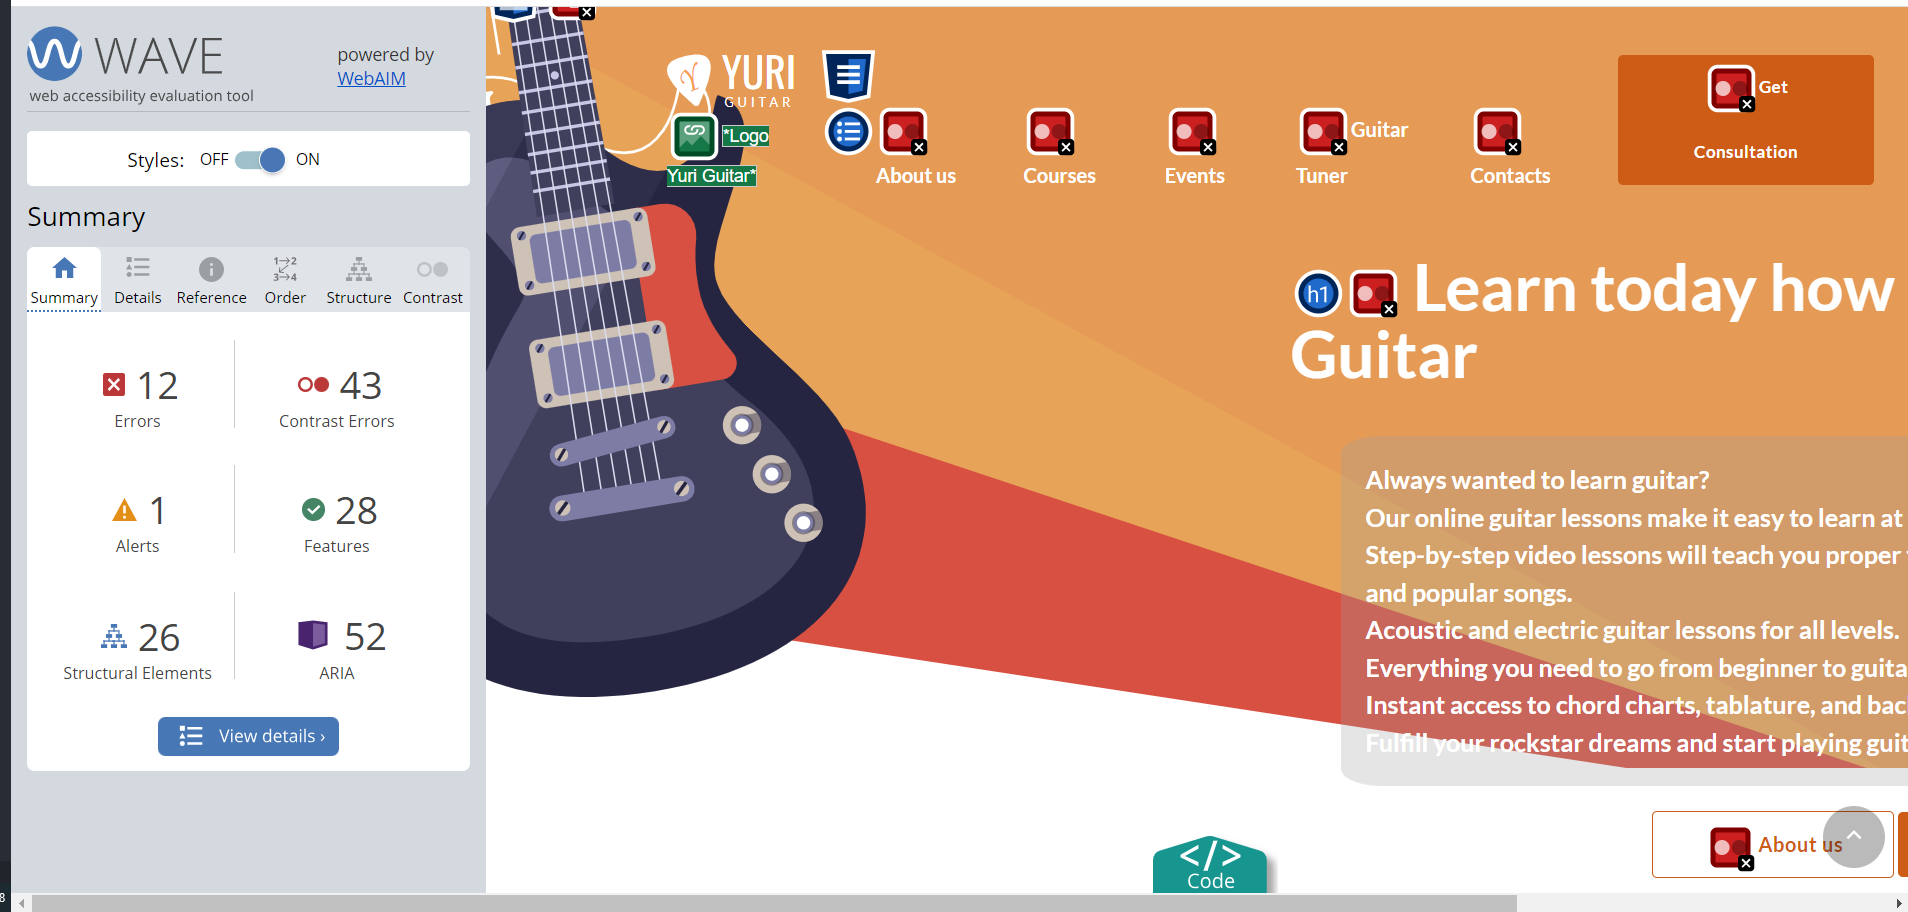 WAVE
powered by
WebAIM
web accessibility evaluation tool
Styles: OFF ON
Summary
Summary Details Reference Order Structure Contrast
12
Errors
43
Contrast Errors
1
Alerts
28
Features
26
Structural Elements
52
ARIA
View details ›
8
YURI
GUITAR
*Logo
Yuri Guitar*
About us
Courses
Events
Guitar
Tuner
Contacts
Get
Consultation
h1 Learn today how
Guitar
Always wanted to learn guitar?
Our online guitar lessons make it easy to learn at
Step-by-step video lessons will teach you proper
and popular songs.
Acoustic and electric guitar lessons for all levels.
Everything you need to go from beginner to guita
Instant access to chord charts, tablature, and bac
Fulfill your rockstar dreams and start playing guit
About us
</>
Code